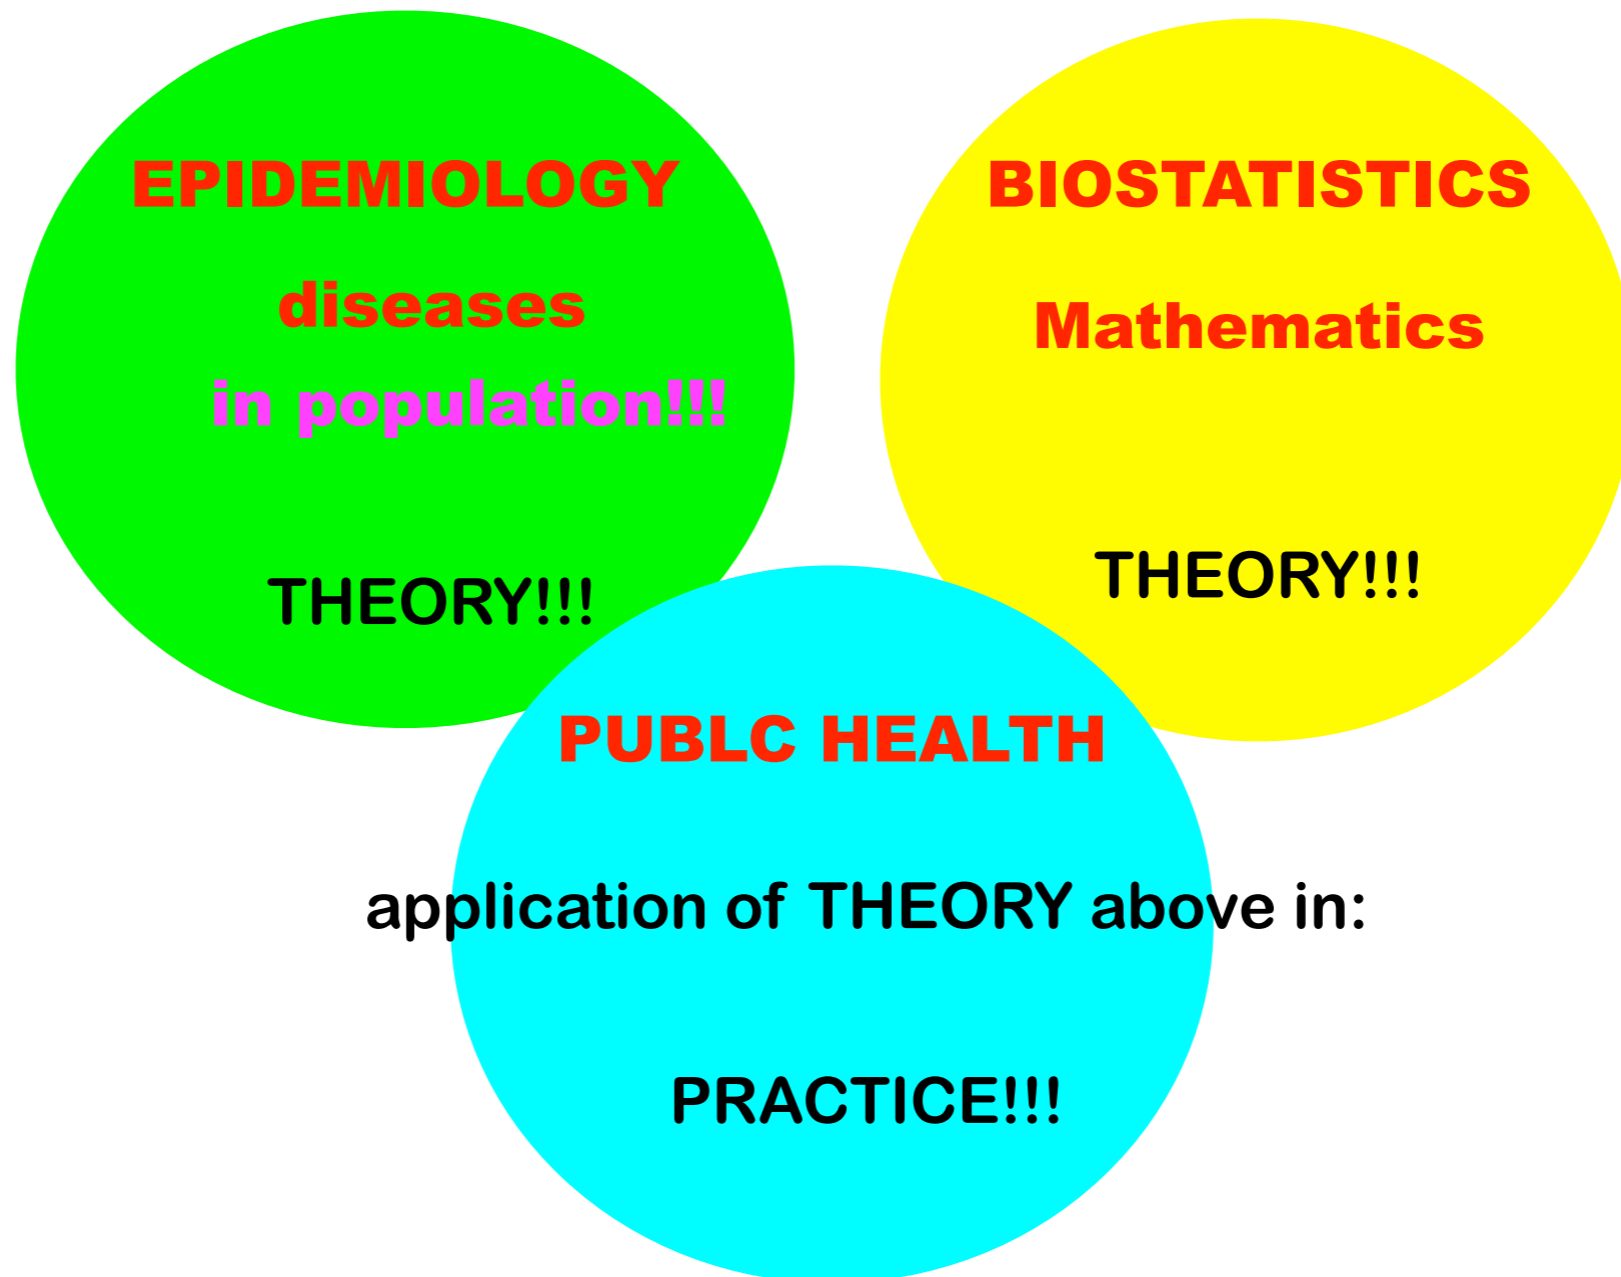 EPIDEMIOLOGY
diseases
in population!!!
THEORY!!!
BIOSTATISTICS
Mathematics
THEORY!!!
PUBLC HEALTH
application of THEORY above in:
PRACTICE!!!